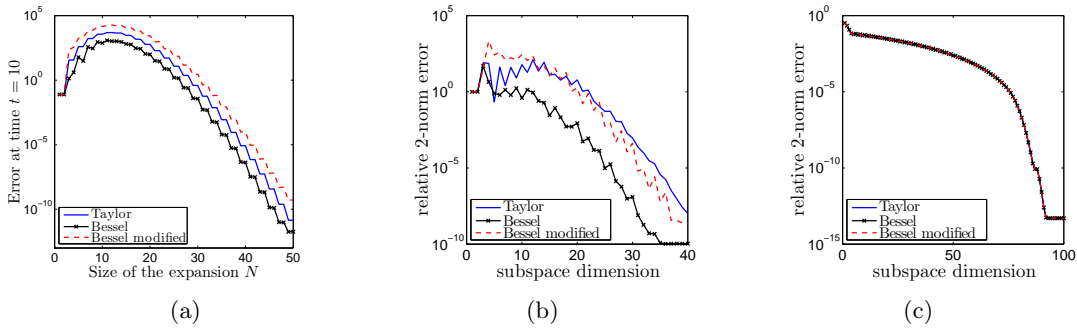 Error at time t = 10
10^5
10^0
10^-5
10^-10
0 10 20 30 40 50
Size of the expansion N
Taylor
Bessel
Bessel modified
(a)
relative 2-norm error
10^5
10^0
10^-5
10^-10
0 10 20 30 40
subspace dimension
Taylor
Bessel
Bessel modified
(b)
relative 2-norm error
10^0
10^-5
10^-10
10^-15
0 50 100
subspace dimension
Taylor
Bessel
Bessel modified
(c)